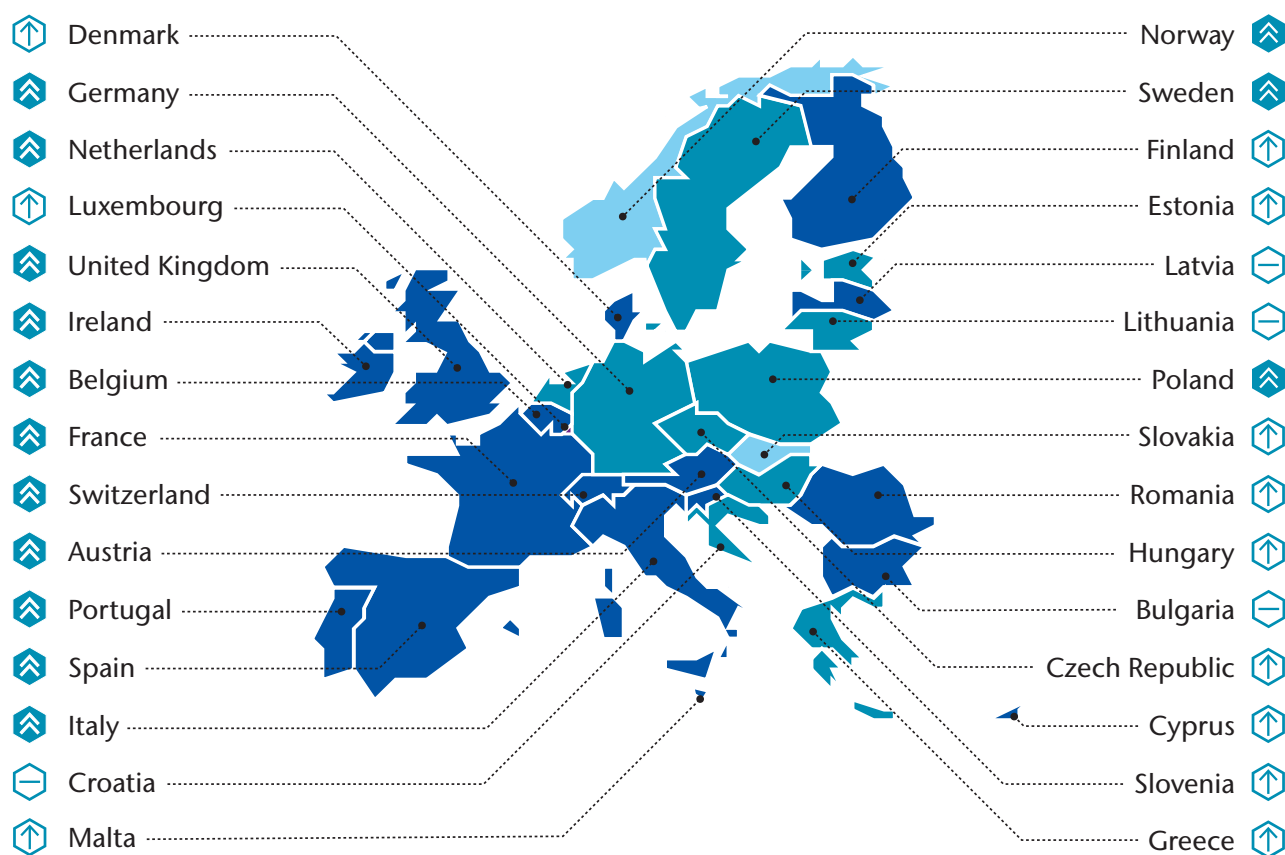 Denmark
Germany
Netherlands
Luxembourg
United Kingdom
Ireland
Belgium
France
Switzerland
Austria
Portugal
Spain
Italy
Croatia
Malta
Norway
Sweden
Finland
Estonia
Latvia
Lithuania
Poland
Slovakia
Romania
Hungary
Bulgaria
Czech Republic
Cyprus
Slovenia
Greece